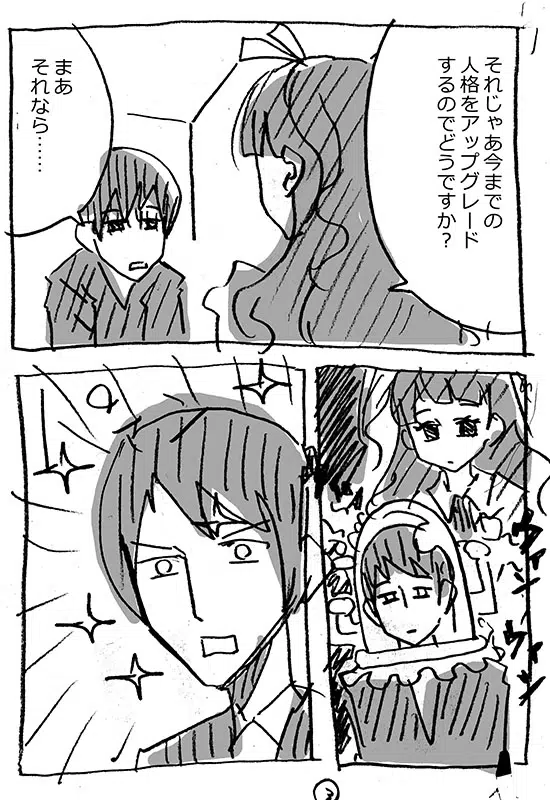 それじゃあ今までの
人格をアップグレード
するのでどうですか？
まあ
それなら……
ウィン
ウィン
③